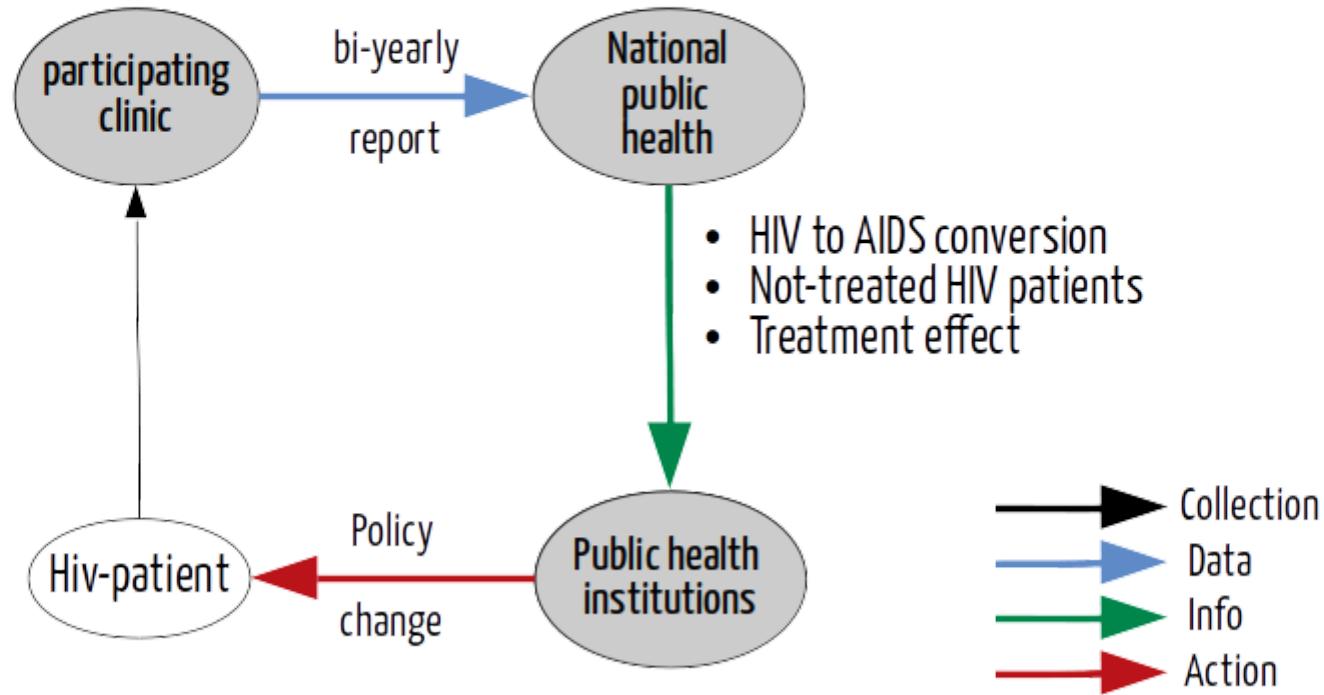 participating
clinic
bi-yearly
report
National
public
health
• HIV to AIDS conversion
• Not-treated HIV patients
• Treatment effect
Hiv-patient
Policy
change
Public health
institutions
Collection
Data
Info
Action